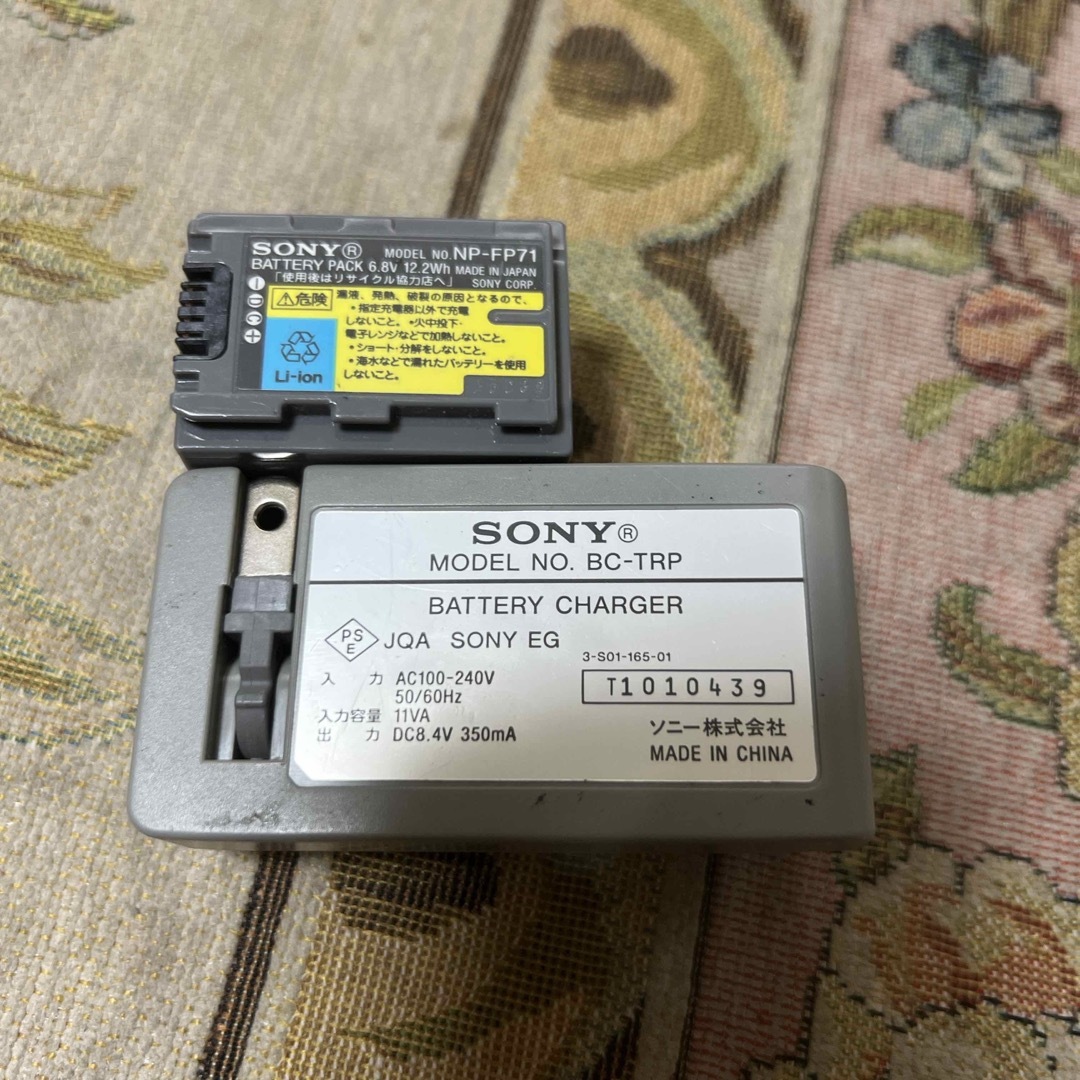 SONY® MODEL NO. NP-FP71
BATTERY PACK 6.8V 12.2Wh MADE IN JAPAN
「使用後はリサイクル協力店へ」 SONY CORP.
⚠危険
漏液、発熱、破裂の原因となるので、
・指定充電器以外で充電
しないこと。・火中投下・
電子レンジなどで加熱しないこと。
・ショート・分解をしないこと。
・海水などで濡れたバッテリーを使用
しないこと。
Li-ion
SONY®
MODEL NO. BC-TRP
BATTERY CHARGER
PSE JQA SONY EG
3-S01-165-01
T1010439
入力 AC100-240V
50/60Hz
入力容量 11VA
出力 DC8.4V 350mA
ソニー株式会社
MADE IN CHINA